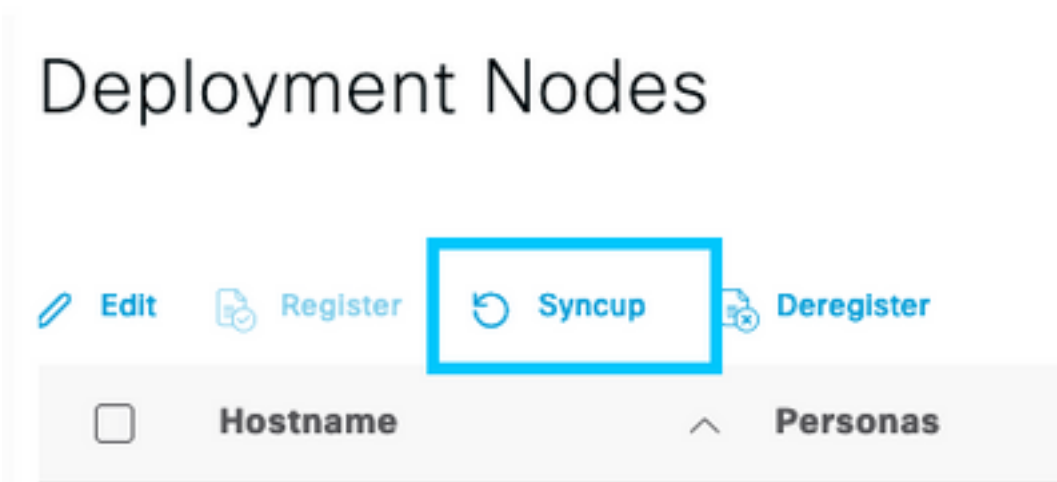 Deployment Nodes
Edit Register Syncup Deregister
Hostname Personas